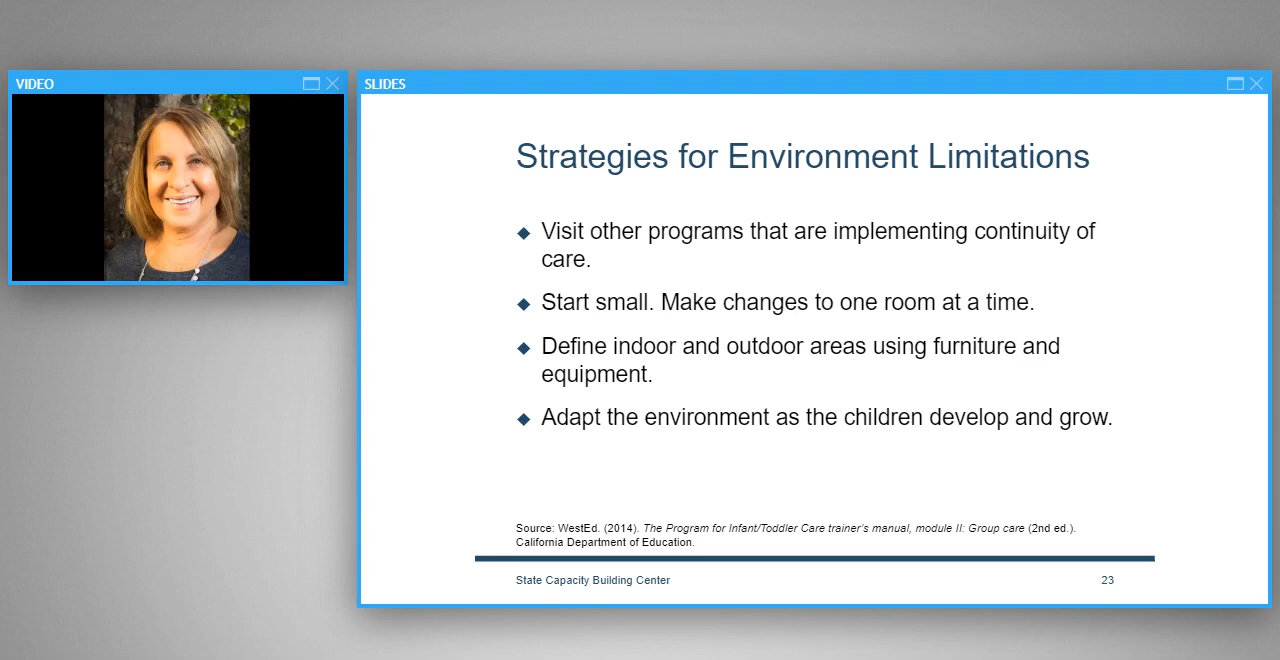 VIDEO
SLIDES
Strategies for Environment Limitations
◆ Visit other programs that are implementing continuity of
care.
◆ Start small. Make changes to one room at a time.
◆ Define indoor and outdoor areas using furniture and
equipment.
◆ Adapt the environment as the children develop and grow.
Source: WestEd. (2014). The Program for Infant/Toddler Care trainer's manual, module II: Group care (2nd ed.).
California Department of Education.
State Capacity Building Center
23